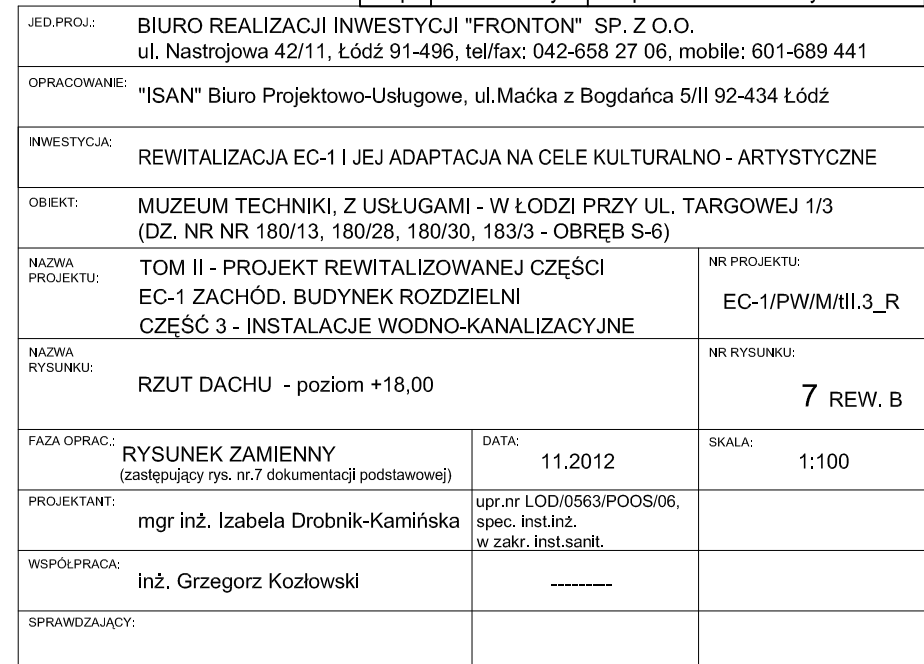 JED.PROJ.: BIURO REALIZACJI INWESTYCJI "FRONTON" SP. Z O.O.
ul. Nastrojowa 42/11, Łódź 91-496, tel/fax: 042-658 27 06, mobile: 601-689 441
OPRACOWANIE: "ISAN" Biuro Projektowo-Usługowe, ul.Maćka z Bogdańca 5/II 92-434 Łódź
INWESTYCJA:
REWITALIZACJA EC-1 I JEJ ADAPTACJA NA CELE KULTURALNO - ARTYSTYCZNE
OBIEKT: MUZEUM TECHNIKI, Z USŁUGAMI - W ŁODZI PRZY UL. TARGOWEJ 1/3
(DZ. NR NR 180/13, 180/28, 180/30, 183/3 - OBRĘB S-6)
NAZWA
PROJEKTU:
TOM II - PROJEKT REWITALIZOWANEJ CZĘŚCI
EC-1 ZACHÓD. BUDYNEK ROZDZIELNI
CZĘŚĆ 3 - INSTALACJE WODNO-KANALIZACYJNE
NR PROJEKTU:
EC-1/PW/M/tII.3_R
NAZWA
RYSUNKU:
RZUT DACHU - poziom +18,00
NR RYSUNKU:
7 REW. B
FAZA OPRAC.:
RYSUNEK ZAMIENNY
(zastępujący rys. nr.7 dokumentacji podstawowej)
DATA:
11.2012
SKALA:
1:100
PROJEKTANT:
mgr inż. Izabela Drobnik-Kamińska
upr.nr LOD/0563/POOS/06,
spec. inst.inż.
w zakr. inst.sanit.
WSPÓŁPRACA:
inż. Grzegorz Kozłowski
---------
SPRAWDZAJĄCY: